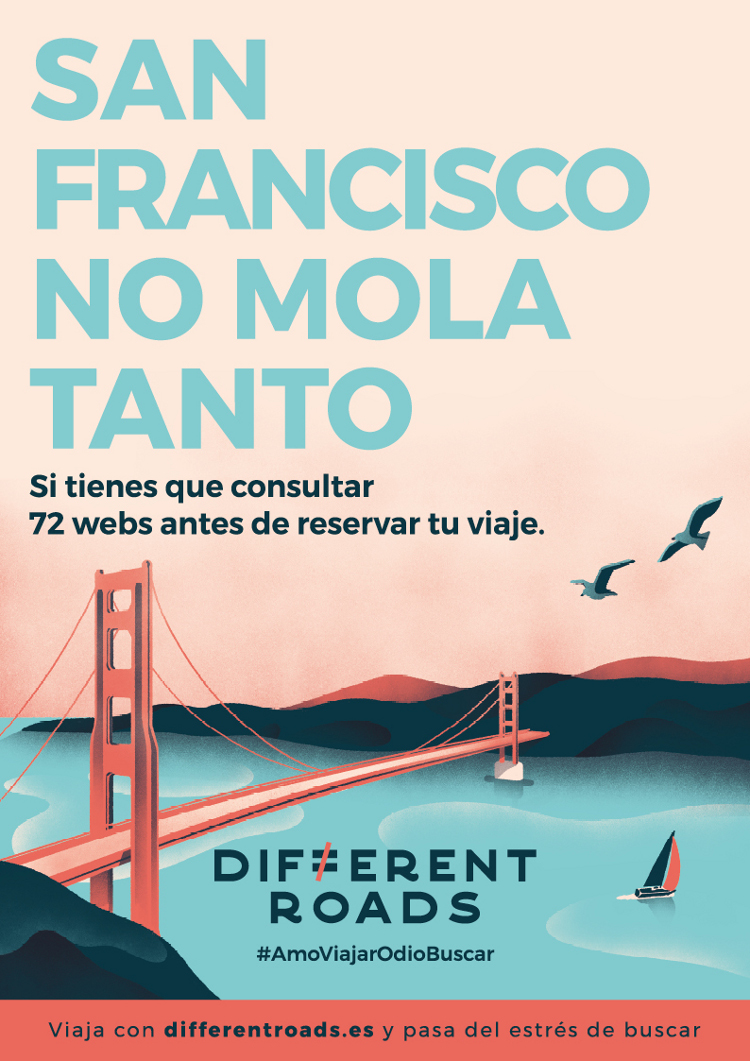 SAN
FRANCISCO
NO MOLA
TANTO
Si tienes que consultar
72 webs antes de reservar tu viaje.
DIFFERENT
ROADS
#AmoViajarOdioBuscar
Viaja con differentroads.es y pasa del estrés de buscar